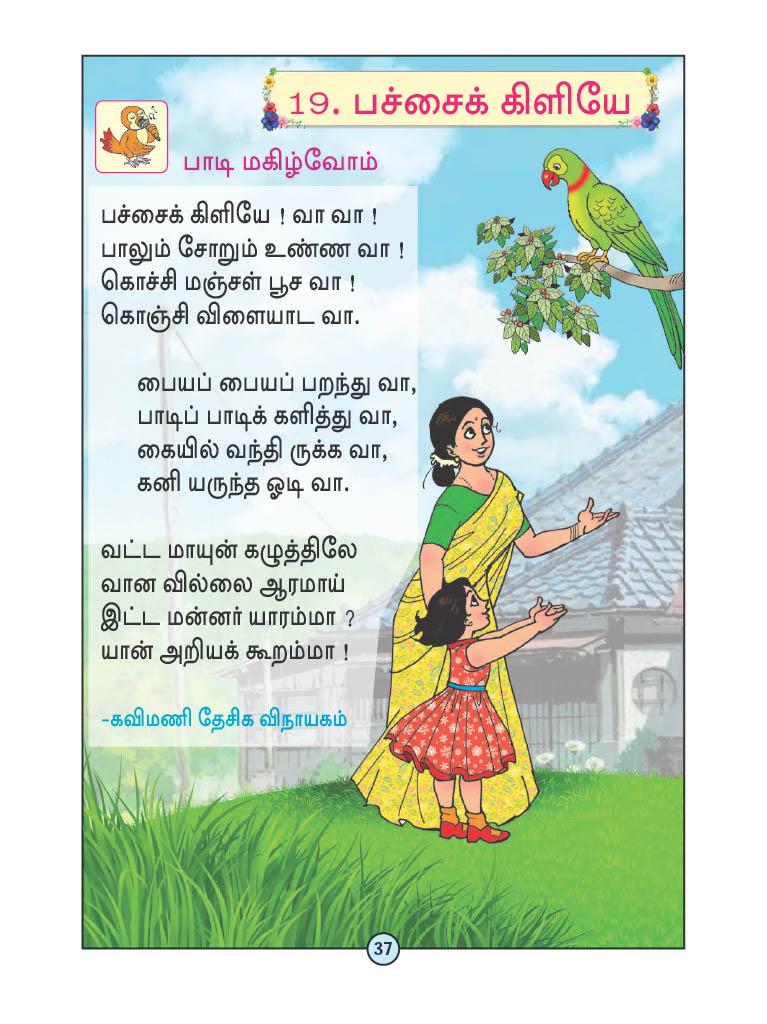 19. பச்சைக் கிளியே
பாடி மகிழ்வோம்
பச்சைக் கிளியே ! வா வா !
பாலும் சோறும் உண்ண வா !
கொச்சி மஞ்சள் பூச வா !
கொஞ்சி விளையாட வா.
பையப் பையப் பறந்து வா,
பாடிப் பாடிக் களித்து வா,
கையில் வந்தி ருக்க வா,
கனி யருந்த ஓடி வா.
வட்ட மாயுன் கழுத்திலே
வான வில்லை ஆரமாய்
இட்ட மன்னர் யாரம்மா ?
யான் அறியக் கூறம்மா !
-கவிமணி தேசிக விநாயகம்
37